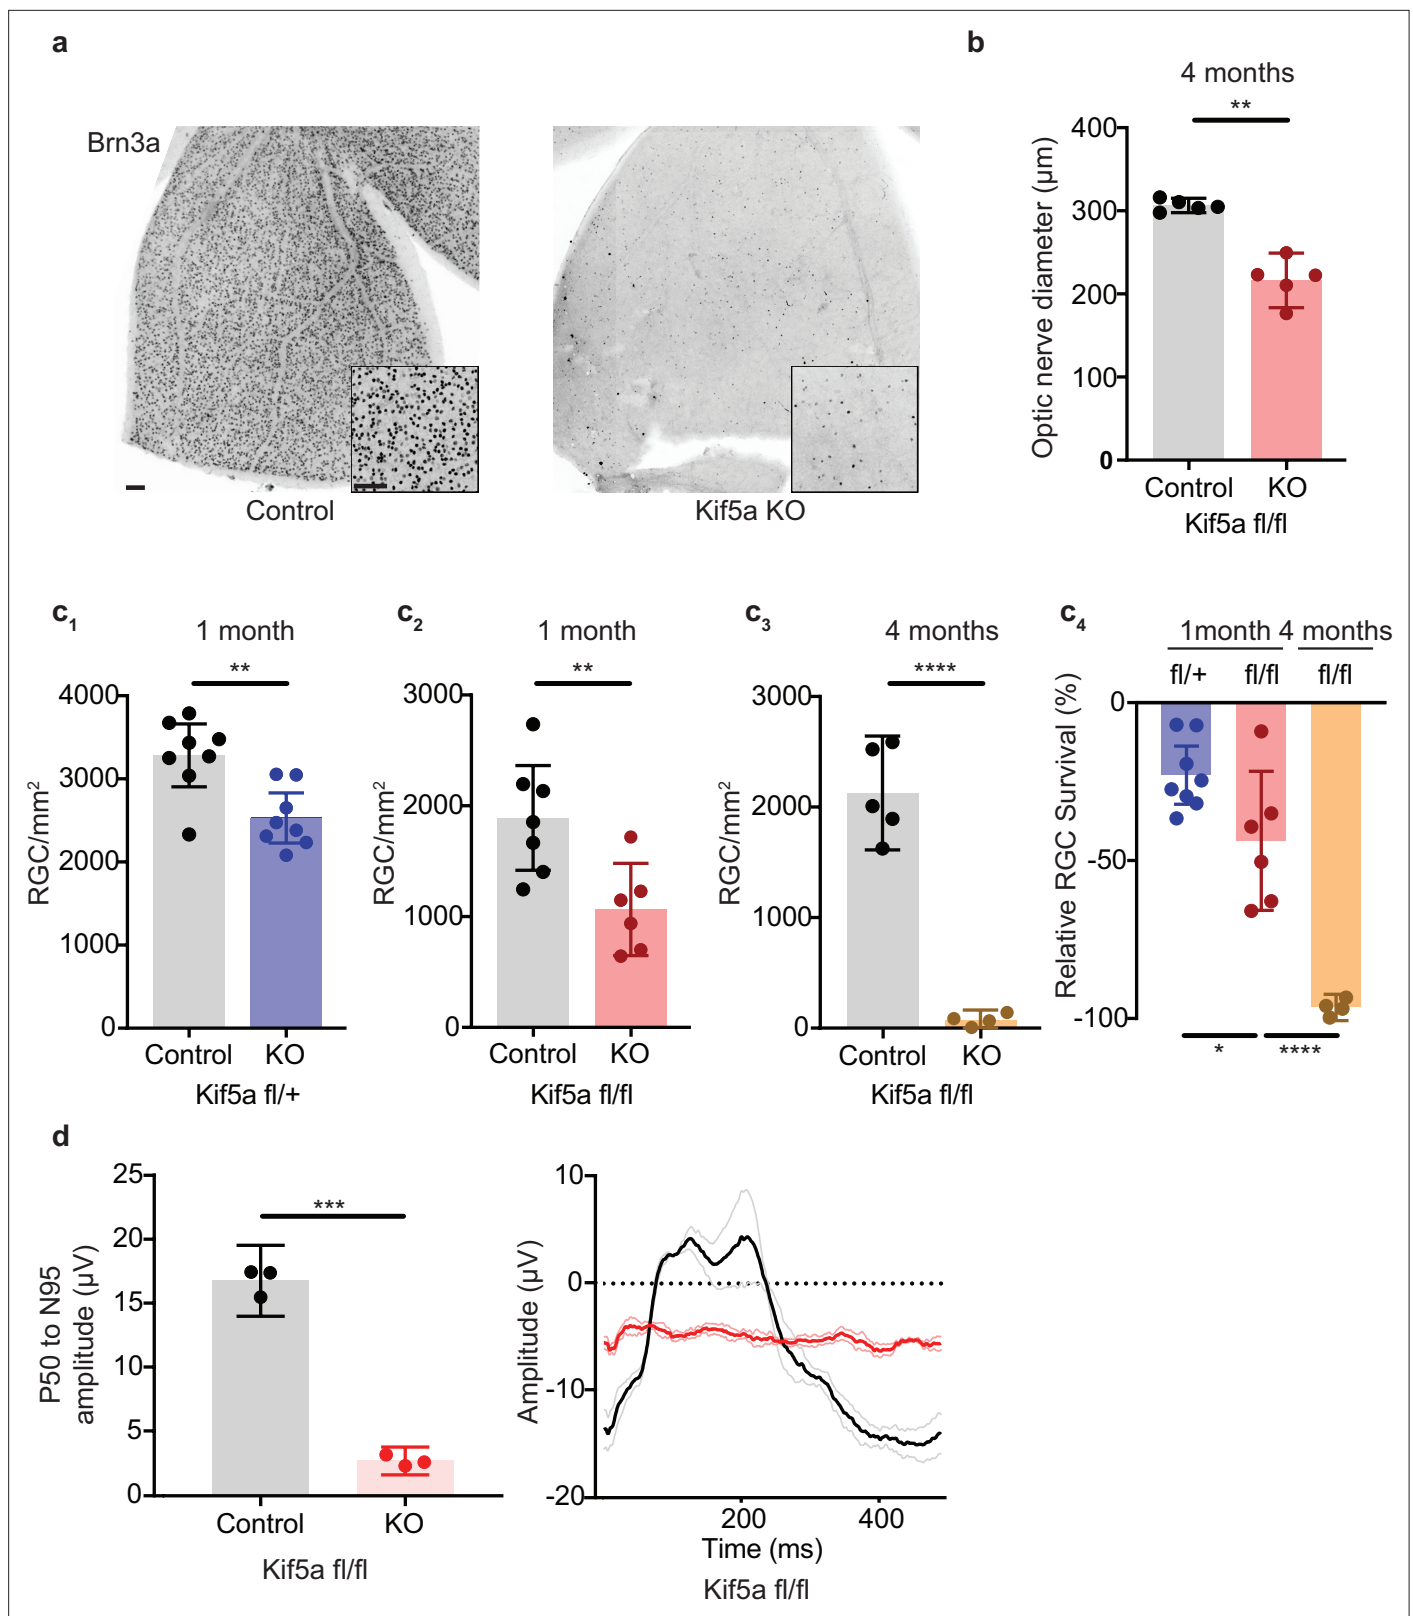 a
Brn3a
Control
Kif5a KO
b
4 months
**
Optic nerve diameter (μm)
400
300
200
100
0
Control KO
Kif5a fl/fl
c1
1 month
**
RGC/mm²
4000
3000
2000
1000
0
Control KO
Kif5a fl/+
c2
1 month
**
RGC/mm²
3000
2000
1000
0
Control KO
Kif5a fl/fl
c3
4 months
****
RGC/mm²
3000
2000
1000
0
Control KO
Kif5a fl/fl
c4
1month 4 months
fl/+ fl/fl fl/fl
Relative RGC Survival (%)
0
-50
-100
* ****
d
P50 to N95
amplitude (μV)
25
20
15
10
5
0
***
Control KO
Kif5a fl/fl
Amplitude (μV)
10
0
-10
-20
200 400
Time (ms)
Kif5a fl/fl